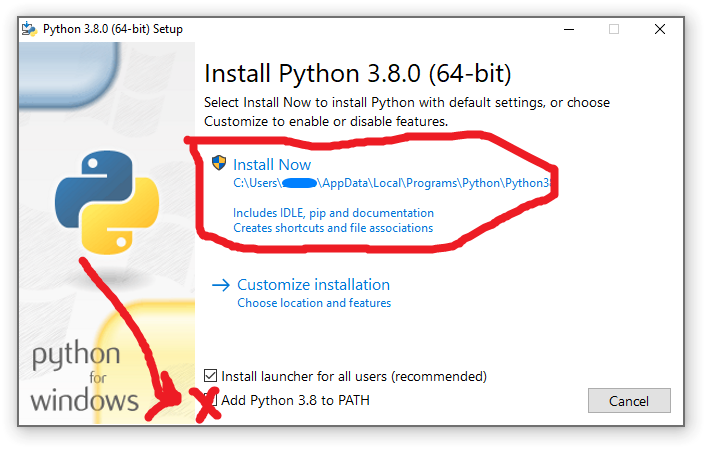 Python 3.8.0 (64-bit) Setup
Install Python 3.8.0 (64-bit)
Select Install Now to install Python with default settings, or choose
Customize to enable or disable features.
Install Now
C:\Users\ \AppData\Local\Programs\Python\Python38
Includes IDLE, pip and documentation
Creates shortcuts and file associations
Customize installation
Choose location and features
python
for
windows
Install launcher for all users (recommended)
Add Python 3.8 to PATH
Cancel